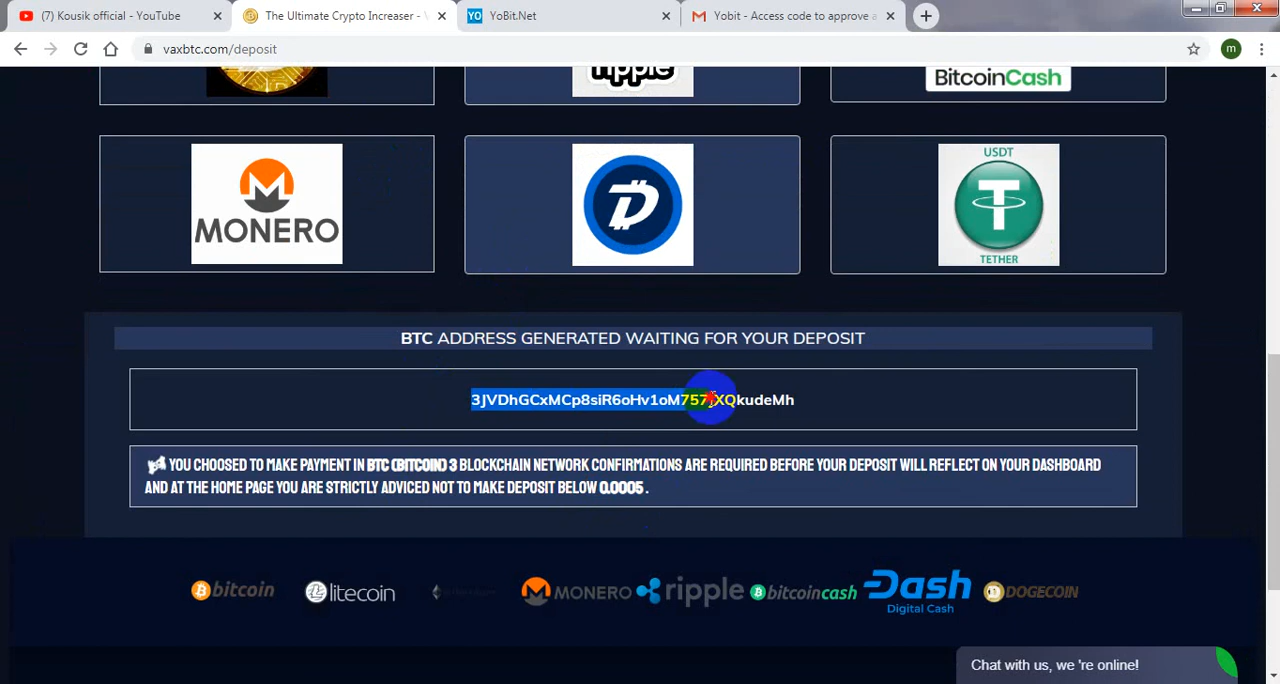 (7) Kousik official - YouTube
The Ultimate Crypto Increaser - V
YoBit.Net
Yobit - Access code to approve a
vaxbtc.com/deposit
m
ripple
BitcoinCash
MONERO
USDT
TETHER
BTC ADDRESS GENERATED WAITING FOR YOUR DEPOSIT
YOU CHOOSED TO MAKE PAYMENT IN BTC (BITCOIN) 3 BLOCKCHAIN NETWORK CONFIRMATIONS ARE REQUIRED BEFORE YOUR DEPOSIT WILL REFLECT ON YOUR DASHBOARD
AND AT THE HOME PAGE YOU ARE STRICTLY ADVICED NOT TO MAKE DEPOSIT BELOW 0.0005 .
bitcoin
litecoin
MONERO
ripple
bitcoincash
Dash
Digital Cash
DOGECOIN
Chat with us, we 're online!